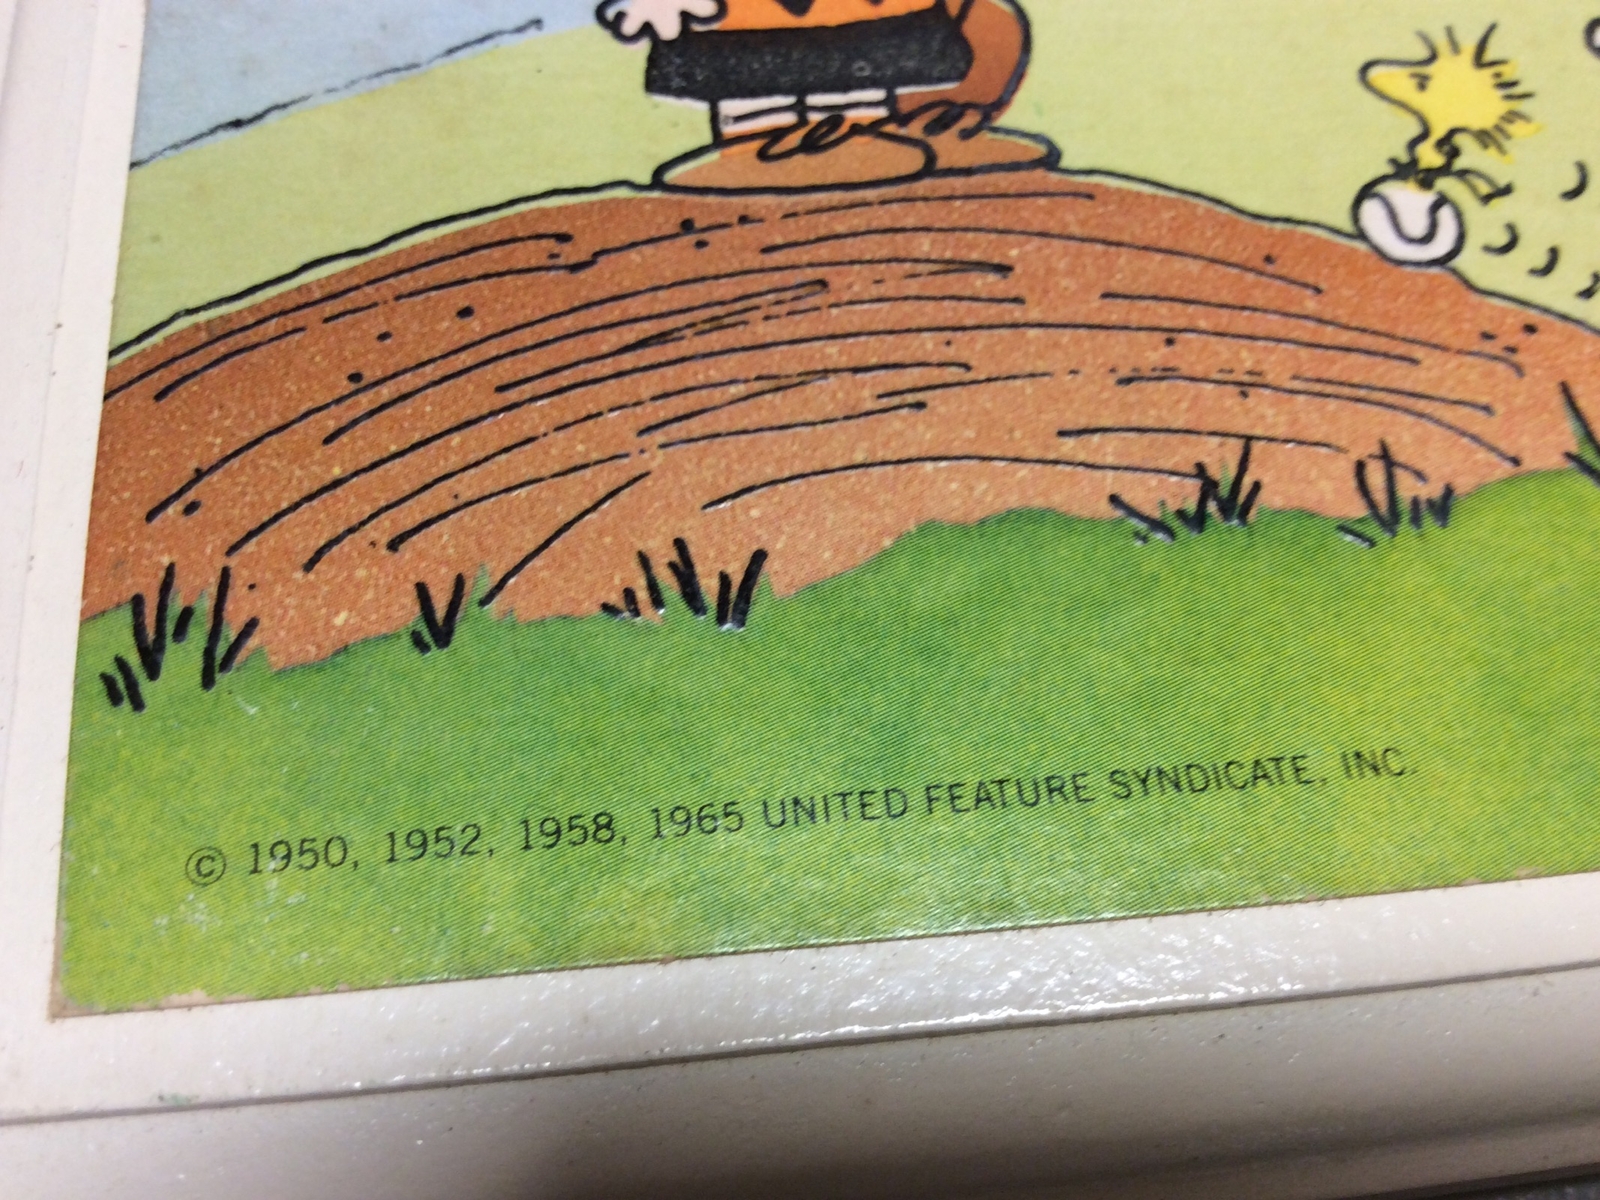 © 1950, 1952, 1958, 1965 UNITED FEATURE SYNDICATE, INC.